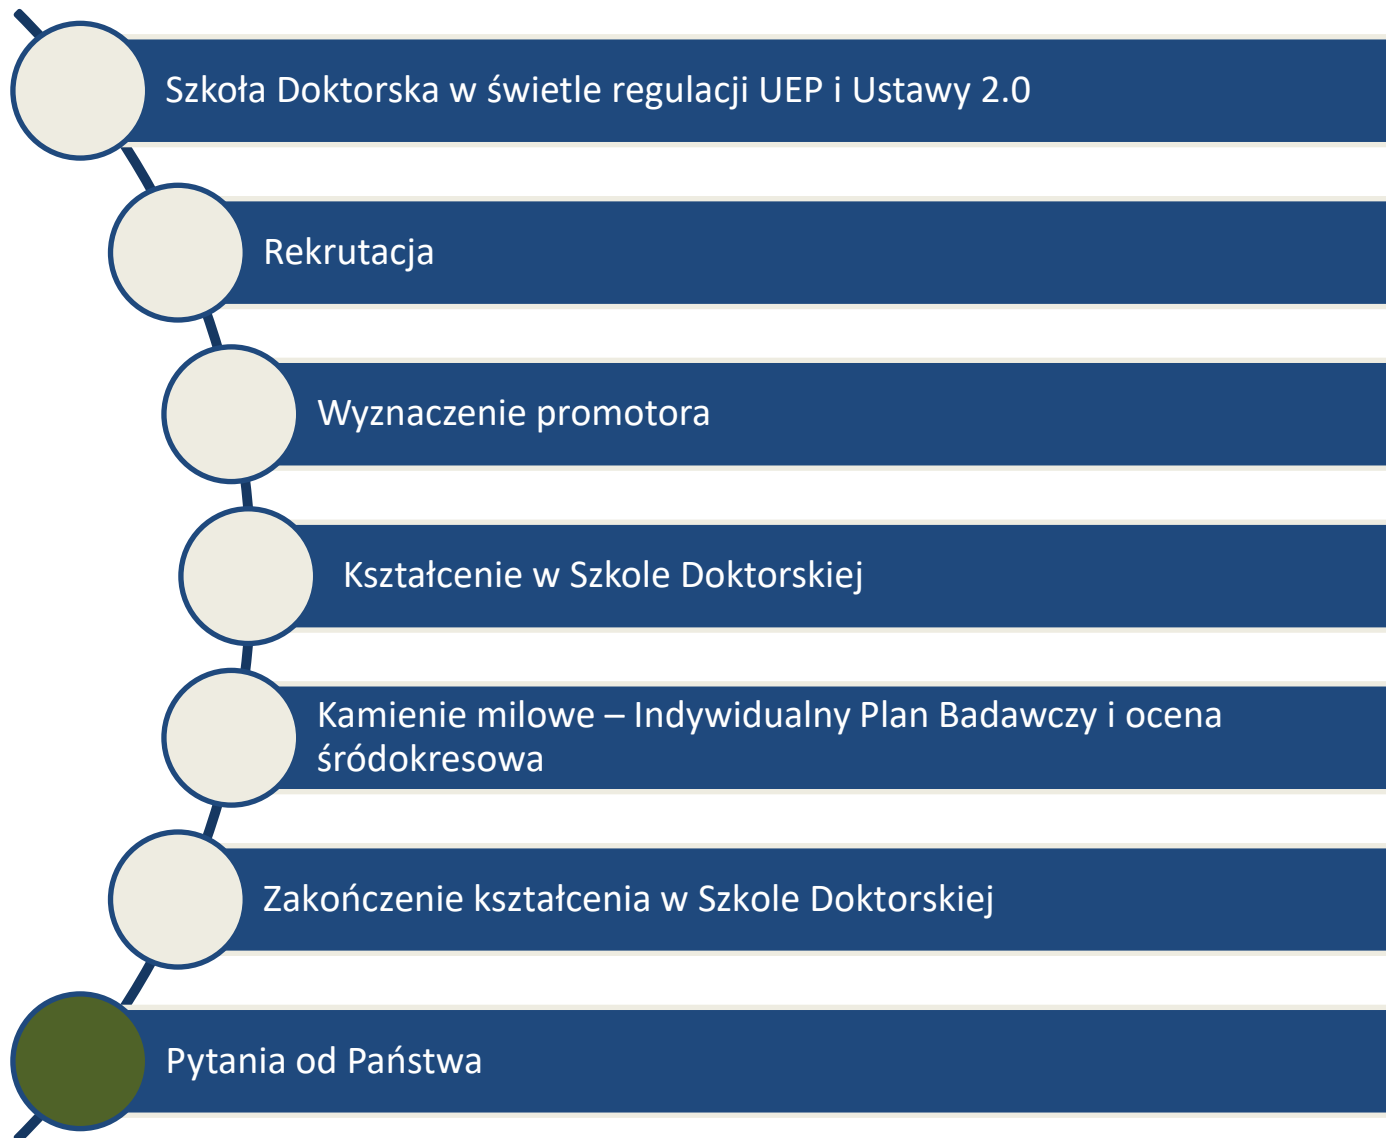 Szkoła Doktorska w świetle regulacji UEP i Ustawy 2.0
Rekrutacja
Wyznaczenie promotora
Kształcenie w Szkole Doktorskiej
Kamienie milowe – Indywidualny Plan Badawczy i ocena
śródokresowa
Zakończenie kształcenia w Szkole Doktorskiej
Pytania od Państwa